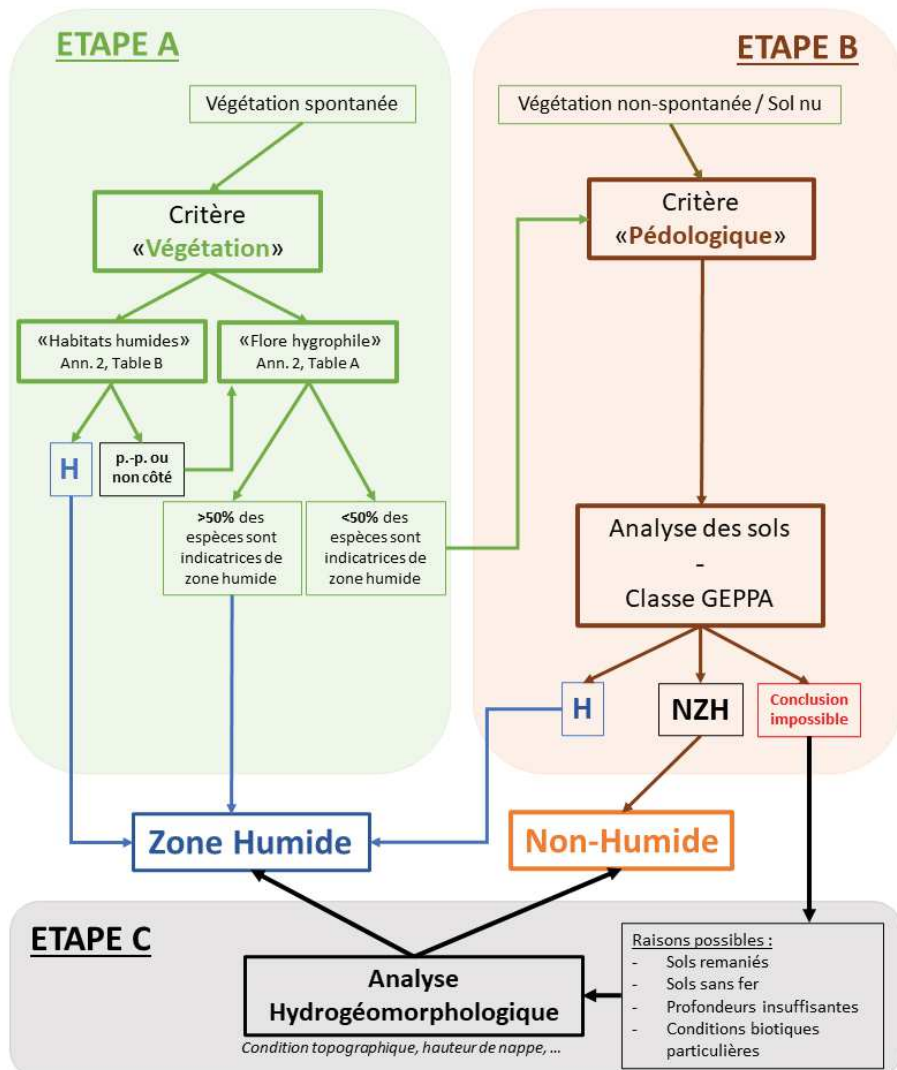 ETAPE A
Végétation spontanée
Critère
«Végétation»
«Habitats humides»
Ann. 2, Table B
«Flore hygrophile»
Ann. 2, Table A
H
p.-p. ou
non côté
>50% des
espèces sont
indicatrices de
zone humide
<50% des
espèces sont
indicatrices de
zone humide
ETAPE B
Végétation non-spontanée / Sol nu
Critère
«Pédologique»
Analyse des sols
-
Classe GEPPA
H
NZH
Conclusion
impossible
Zone Humide
Non-Humide
ETAPE C
Analyse
Hydrogéomorphologique
Condition topographique, hauteur de nappe, ...
Raisons possibles :
- Sols remaniés
- Sols sans fer
- Profondeurs insuffisantes
- Conditions biotiques
particulières